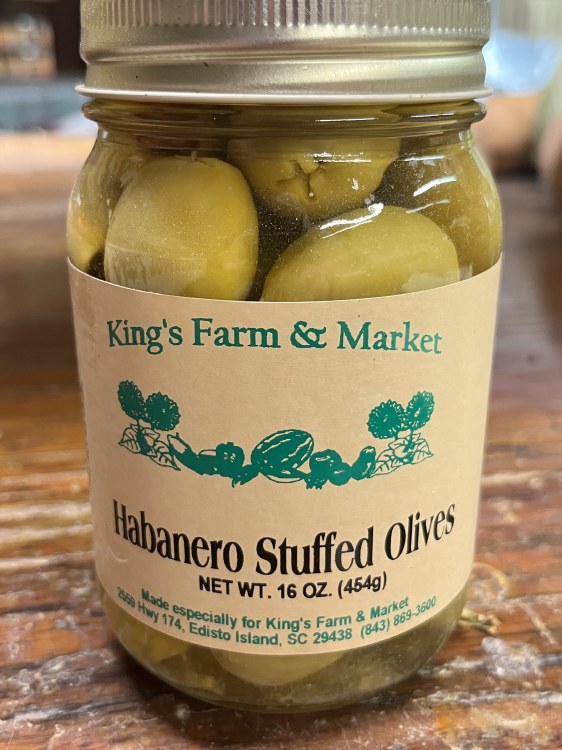 King's Farm & Market
Habanero Stuffed Olives
NET WT. 16 OZ. (454g)
Made especially for King's Farm & Market
2559 Hwy 174, Edisto Island, SC 29438 (843) 869-3600